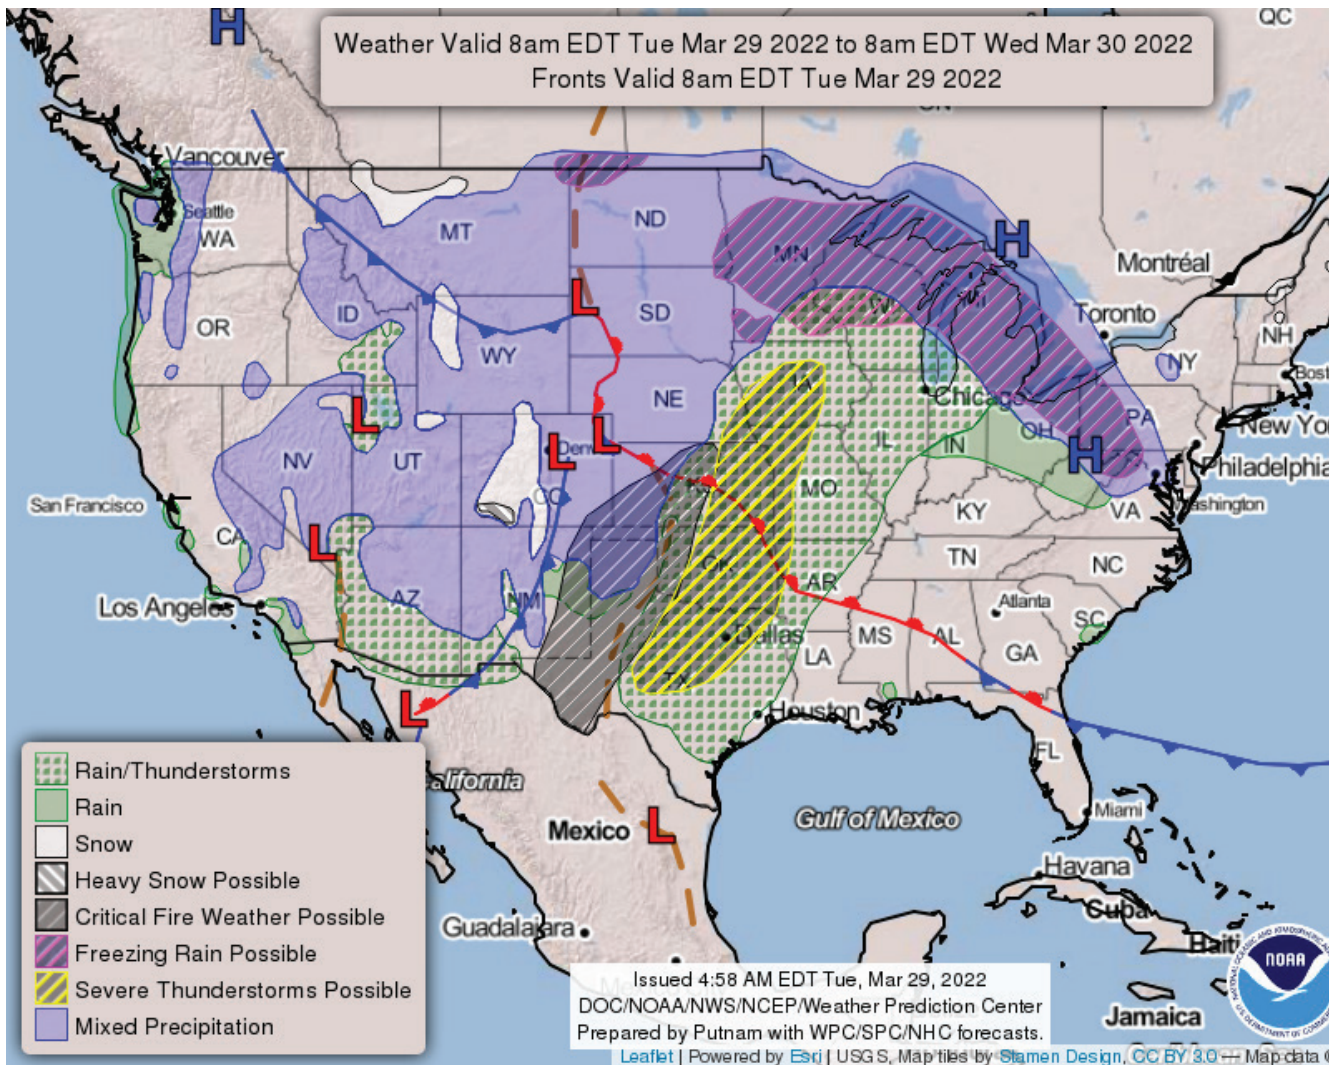 H
QC
Weather Valid 8am EDT Tue Mar 29 2022 to 8am EDT Wed Mar 30 2022
Fronts Valid 8am EDT Tue Mar 29 2022
Vancouver
Seattle
WA
MT
ND
MN
H
Montréal
OR
ID
L
SD
WI
MI
Toronto
NH
WY
NY
Bost
L
NE
IA
Chicago
PA
New Yor
NV
UT
L
Denv
L
IL
IN
OH
H
Philadelphia
San Francisco
CO
MO
KY
VA
Washington
CA
L
OK
TN
NC
Los Angeles
AZ
NM
AR
Atlanta
SC
Dallas
MS
AL
GA
LA
TX
L
Houston
FL
Rain/Thunderstorms
Rain
Snow
Heavy Snow Possible
Critical Fire Weather Possible
Freezing Rain Possible
Severe Thunderstorms Possible
Mixed Precipitation
alifornia
Mexico
L
Gulf of Mexico
Miami
Havana
Cuba
Guadalajara
Haiti
NOAA
Jamaica
Issued 4:58 AM EDT Tue, Mar 29, 2022
DOC/NOAA/NWS/NCEP/Weather Prediction Center
Prepared by Putnam with WPC/SPC/NHC forecasts.
Leaflet | Powered by Esri | USGS, Map tiles by Stamen Design, CC BY 3.0 — Map data ©